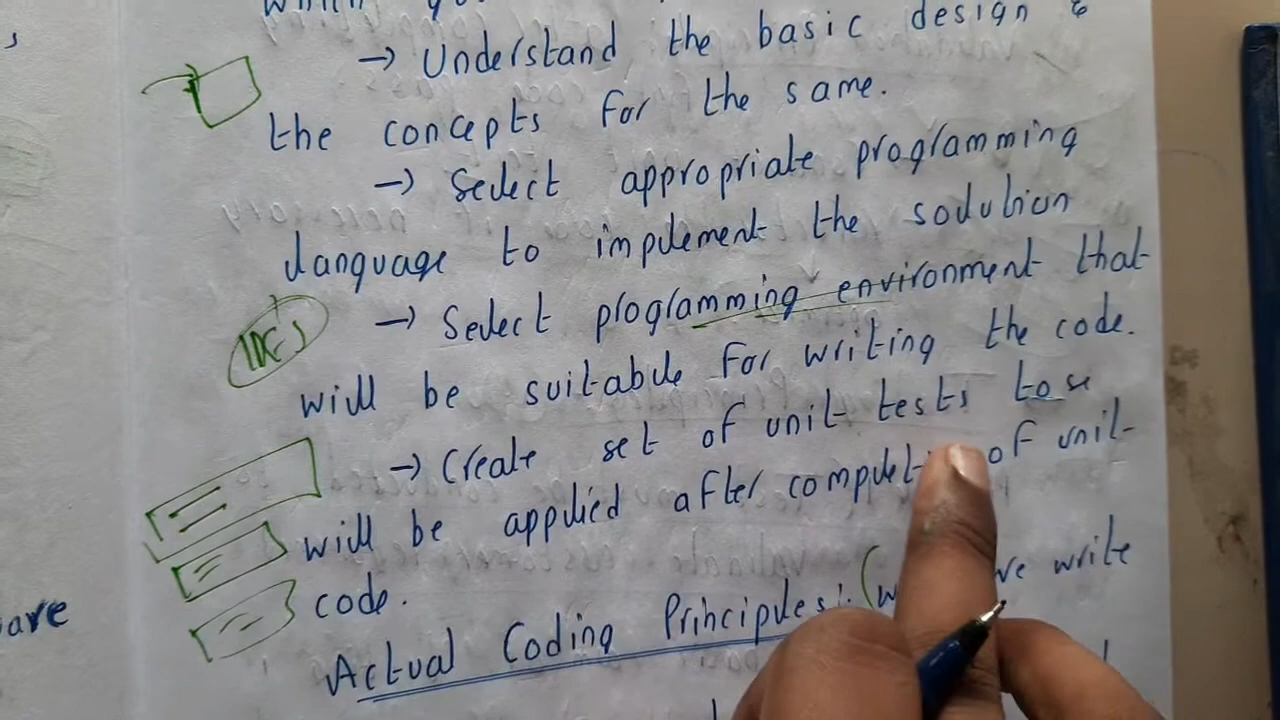 → Understand the basic design &
the concepts for the same.
→ Select appropriate programming
language to implement the solution
→ Select programming environment that
IDEs
will be suitable for writing the code.
→ Create set of unit tests to
will be applied after complet of unit
code.
Actual Coding Principles:. (w ve write
are